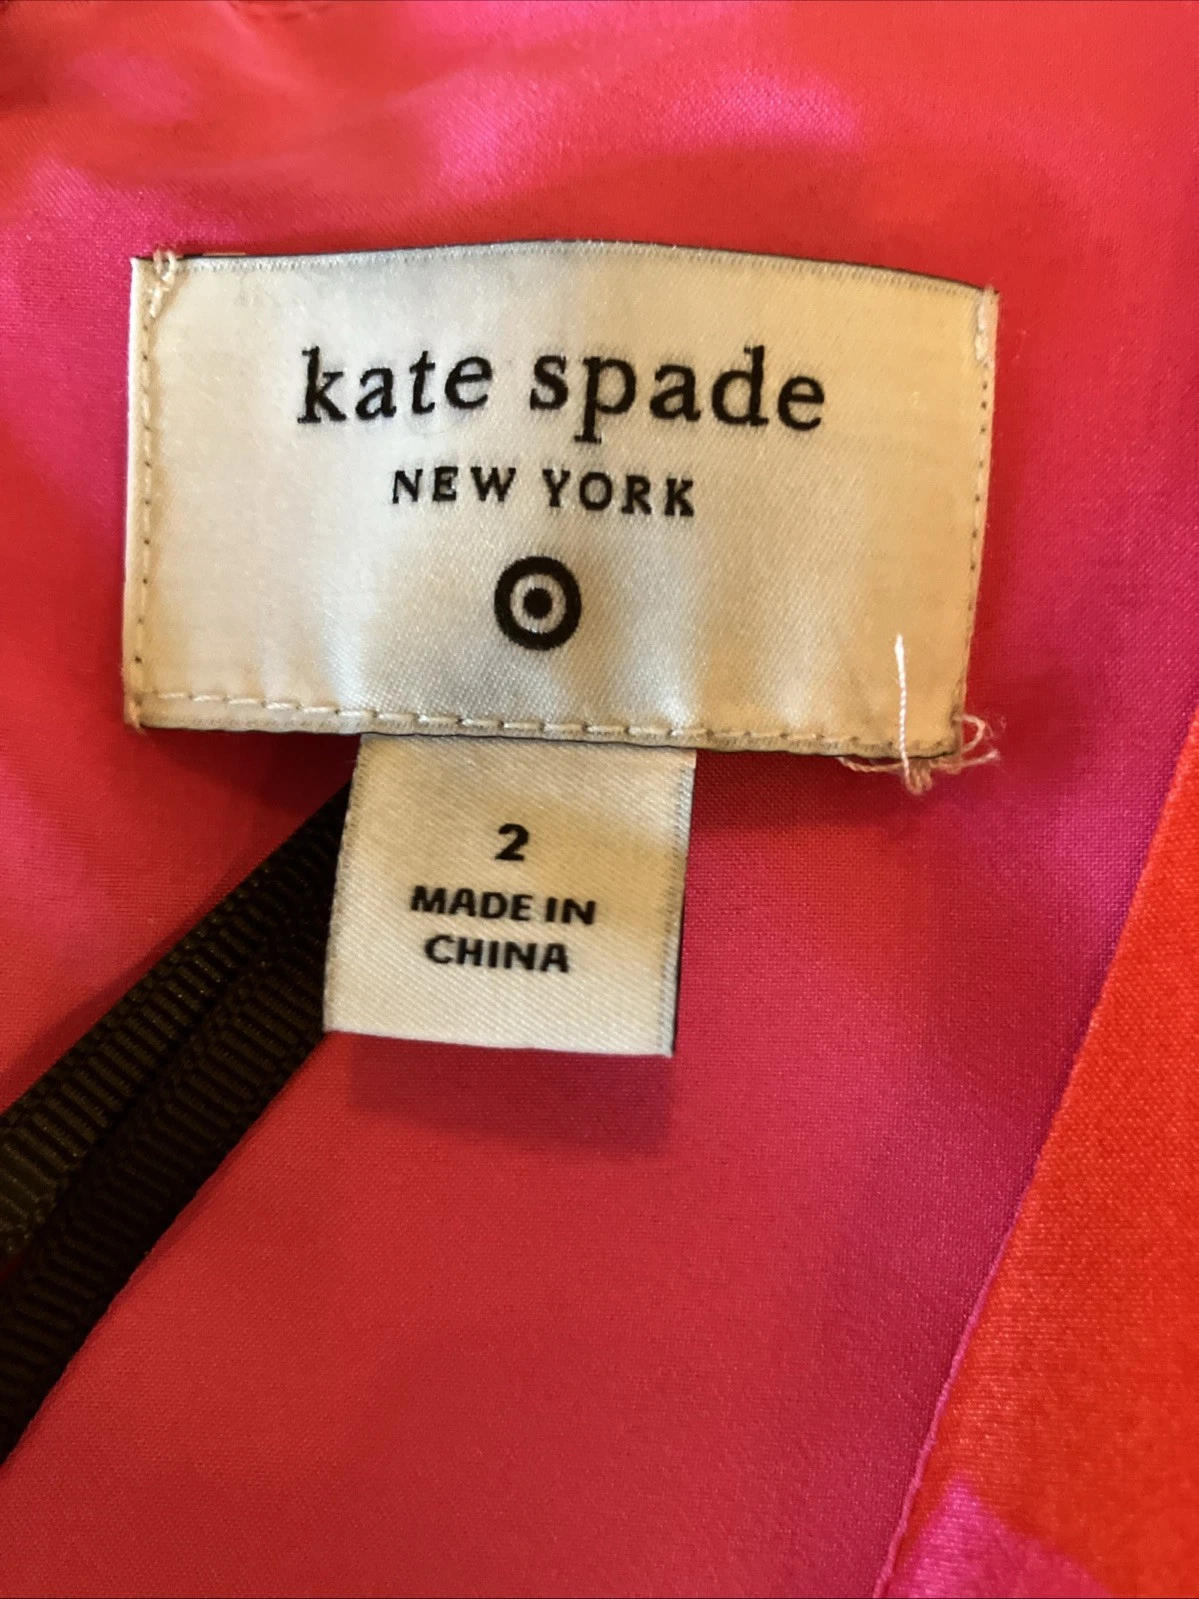 kate spade
NEW YORK
2
MADE IN
CHINA